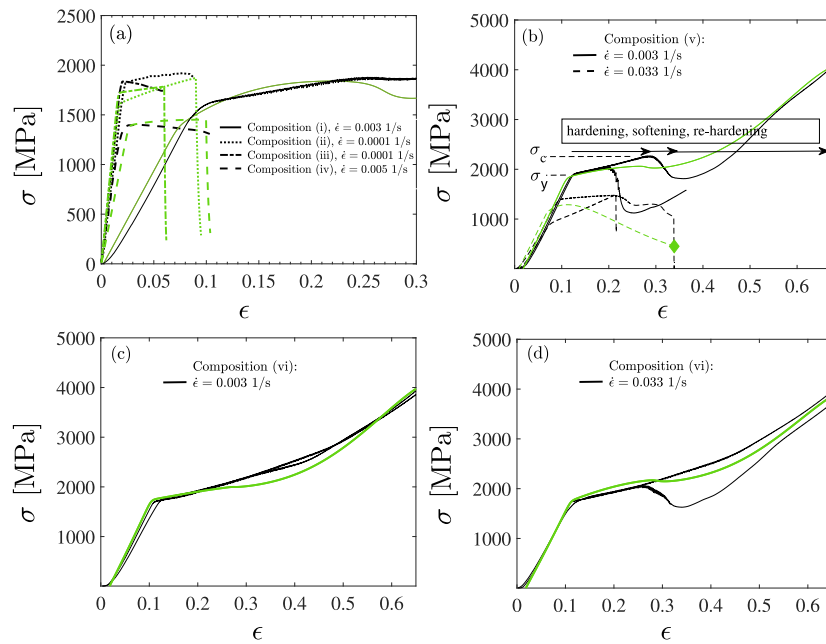 (a)
2500
2000
1500
1000
500
0
0
0.05
0.1
0.15
0.2
0.25
0.3
σ [MPa]
ϵ
Composition (i), ϵ̇ = 0.003 1/s
Composition (ii), ϵ̇ = 0.0001 1/s
Composition (iii), ϵ̇ = 0.0001 1/s
Composition (iv), ϵ̇ = 0.005 1/s
(b)
5000
4000
3000
2000
1000
0
0.1
0.2
0.3
0.4
0.5
0.6
σ [MPa]
ϵ
Composition (v):
ϵ̇ = 0.003 1/s
ϵ̇ = 0.033 1/s
hardening, softening, re-hardening
σc
σy
(c)
5000
4000
3000
2000
1000
0
0
0.1
0.2
0.3
0.4
0.5
0.6
σ [MPa]
ϵ
Composition (vi):
ϵ̇ = 0.003 1/s
(d)
5000
4000
3000
2000
1000
0
0.1
0.2
0.3
0.4
0.5
0.6
σ [MPa]
ϵ
Composition (vi):
ϵ̇ = 0.033 1/s